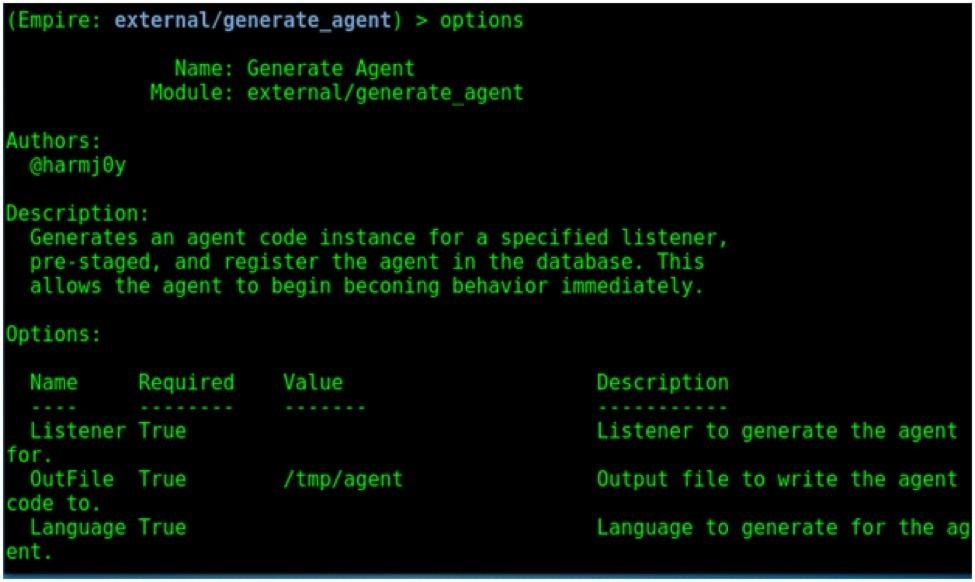 (Empire: external/generate_agent) > options
Name: Generate Agent
Module: external/generate_agent
Authors:
@harmj0y
Description:
Generates an agent code instance for a specified listener,
pre-staged, and register the agent in the database. This
allows the agent to begin beconing behavior immediately.
Options:
Name Required Value Description
---- -------- ------- -----------
Listener True Listener to generate the agent
for.
OutFile True /tmp/agent Output file to write the agent
code to.
Language True Language to generate for the ag
ent.